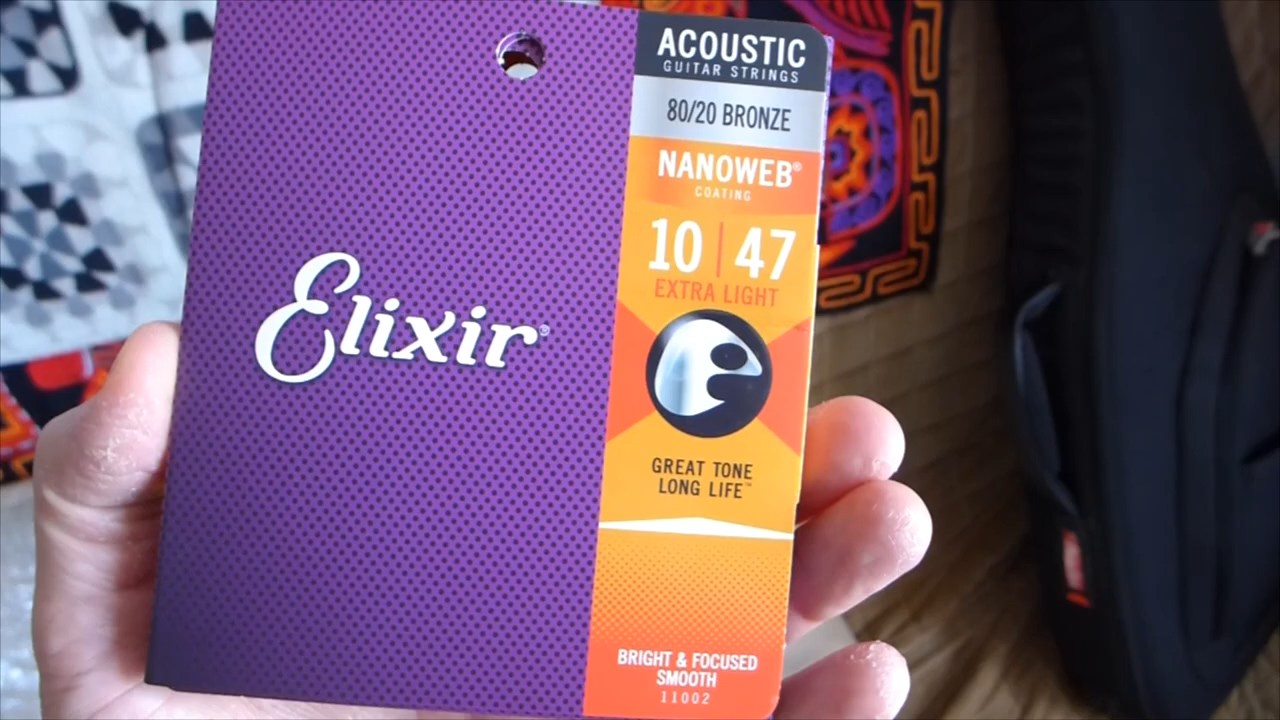 Elixir®
ACOUSTIC
GUITAR STRINGS
80/20 BRONZE
NANOWEB®
COATING
10 | 47
EXTRA LIGHT
GREAT TONE
LONG LIFE™
BRIGHT & FOCUSED
SMOOTH
11002